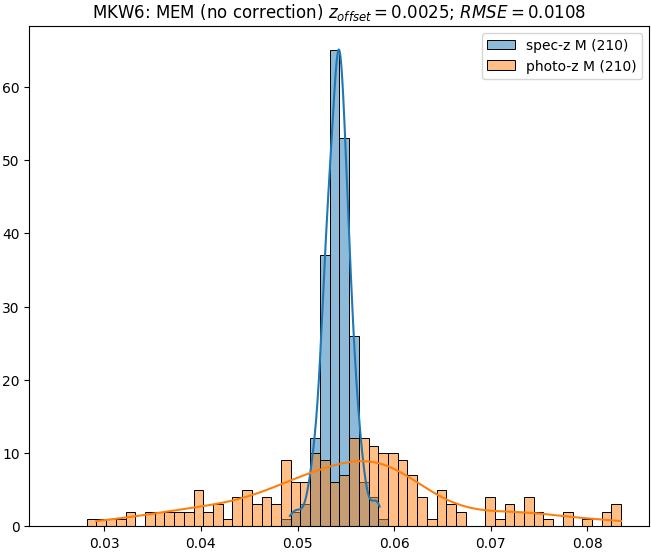 MKW6: MEM (no correction) z_offset = 0.0025; RMSE = 0.0108
spec-z M (210)
photo-z M (210)
60
50
40
30
20
10
0
0.03 0.04 0.05 0.06 0.07 0.08